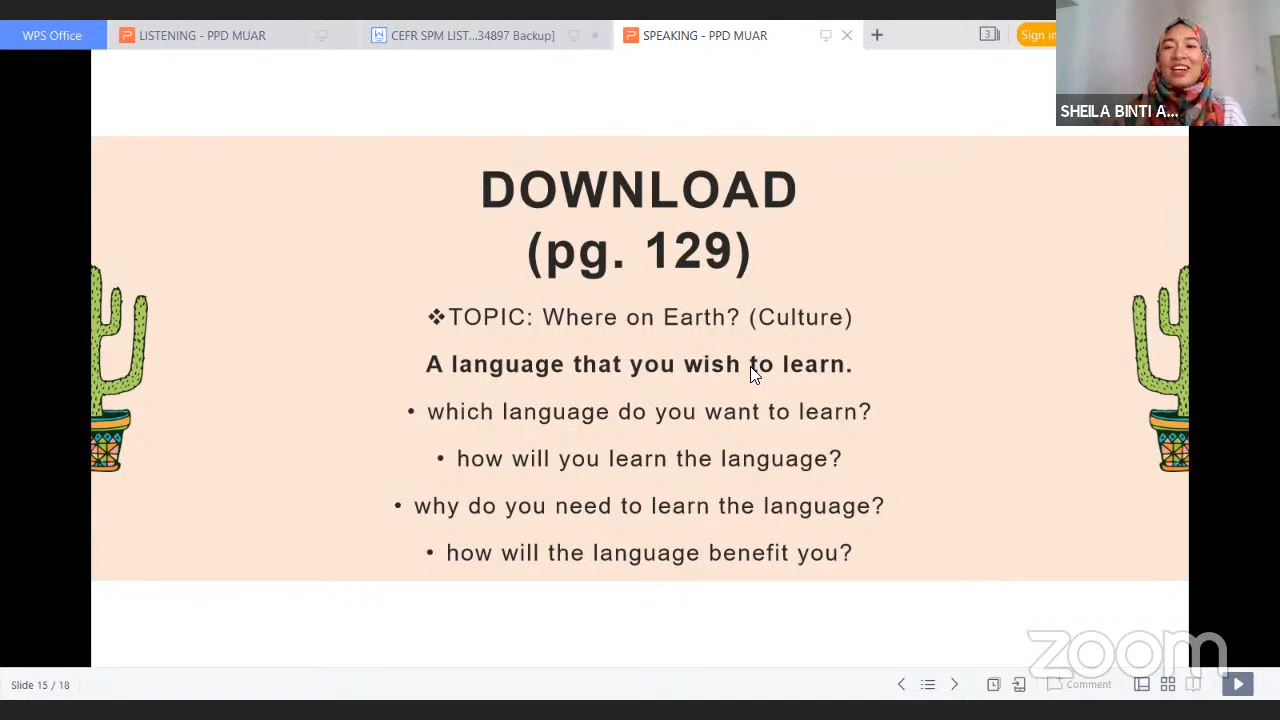 WPS Office
LISTENING - PPD MUAR
CEFR SPM LIST...34897 Backup]
SPEAKING - PPD MUAR
3
Sign in
SHEILA BINTI A...
DOWNLOAD
(pg. 129)
❖TOPIC: Where on Earth? (Culture)
A language that you wish to learn.
• which language do you want to learn?
• how will you learn the language?
• why do you need to learn the language?
• how will the language benefit you?
zoom
Slide 15 / 18
Comment